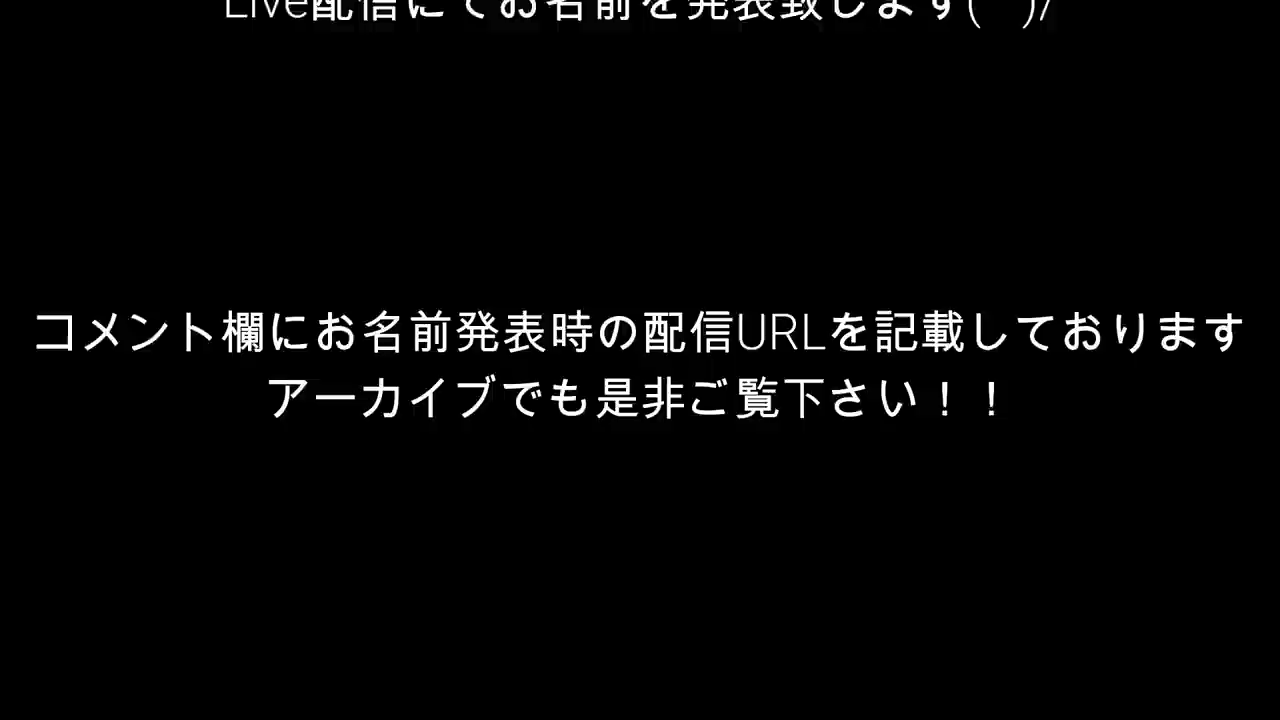 Live配信にてお名前を発表致します( )/
コメント欄にお名前発表時の配信URLを記載しております
アーカイブでも是非ご覧下さい！！